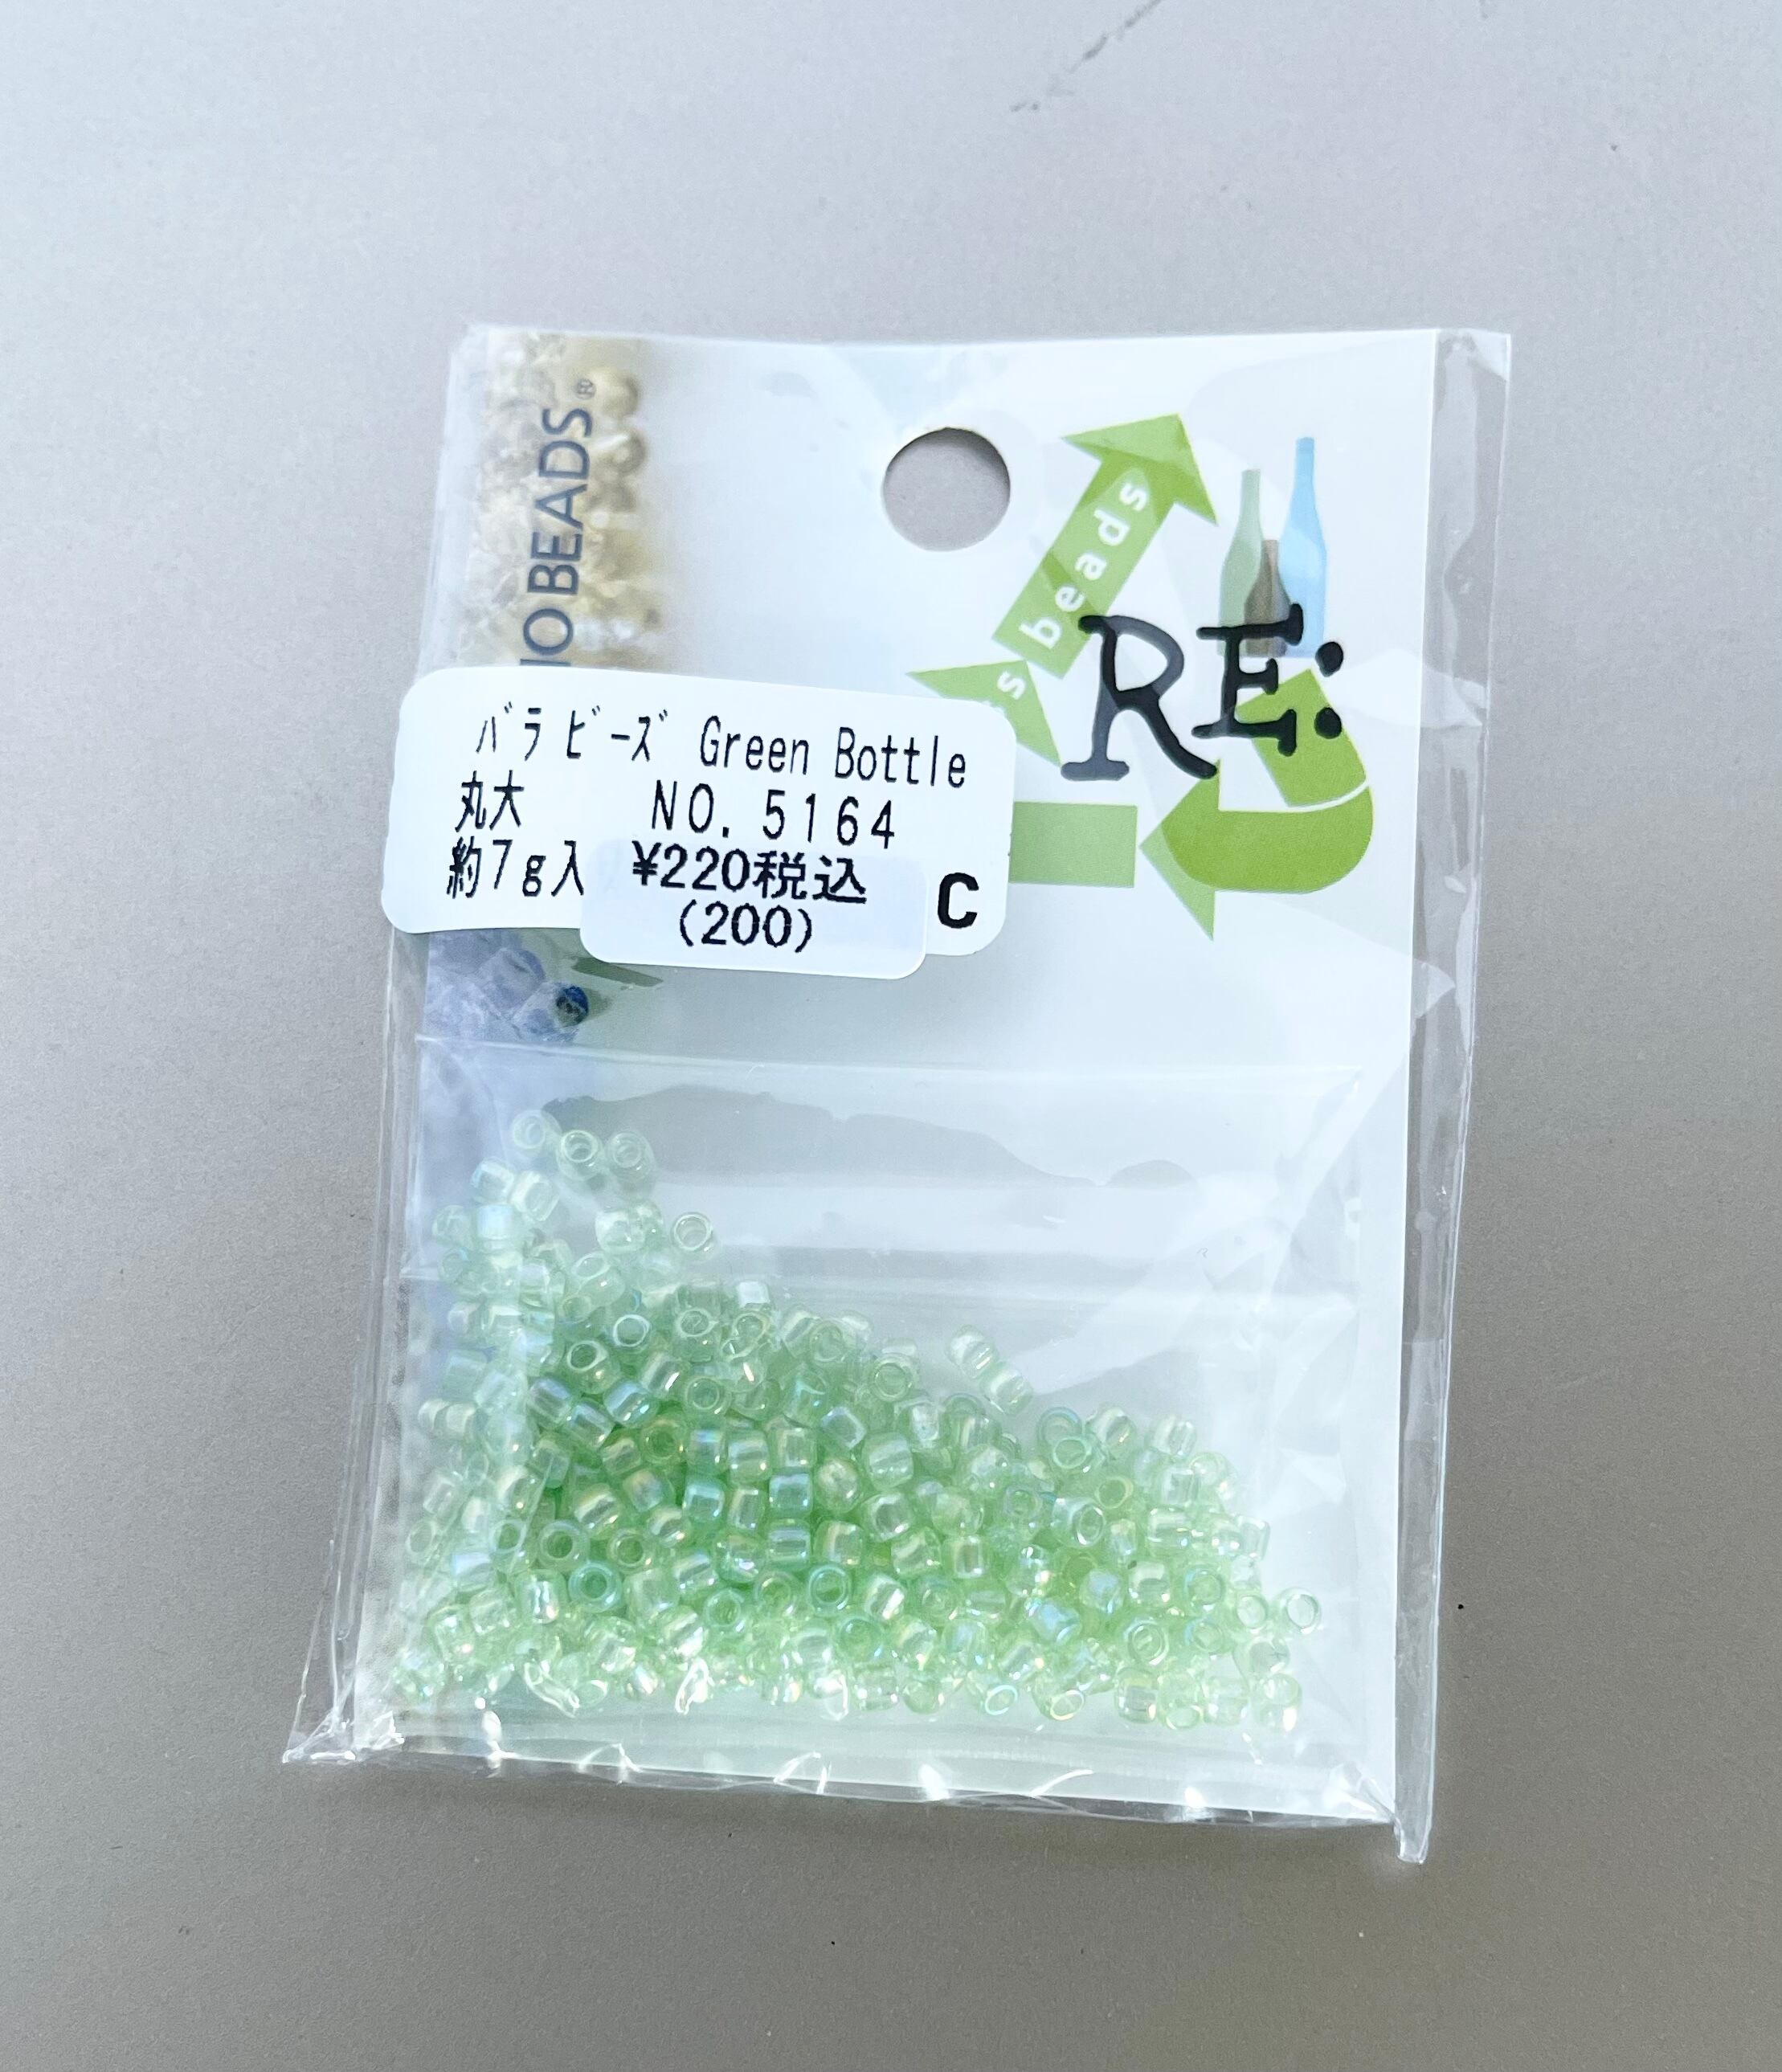 BEADS®
beads
RE:
ﾊﾞﾗ ﾋﾞｰｽﾞ Green Bottle
丸大 NO. 5164
約7g入
¥220税込
(200)
C